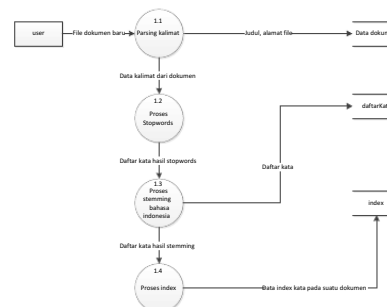 1.1
user
File dokumen baru
Parsing kalimat
Judul, alamat file
Data dokum
Data kalimat dari dokumen
1.2
Proses
Stopwords
daftarKat
Daftar kata hasil stopwords
Daftar kata
1.3
Proses
stemming
bahasa
indonesia
index
Daftar kata hasil stemming
1.4
Proses index
Data index kata pada suatu dokumen